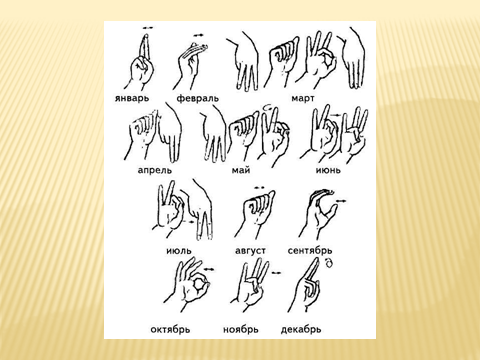 январь февраль март
апрель май июнь
июль август сентябрь
октябрь ноябрь декабрь